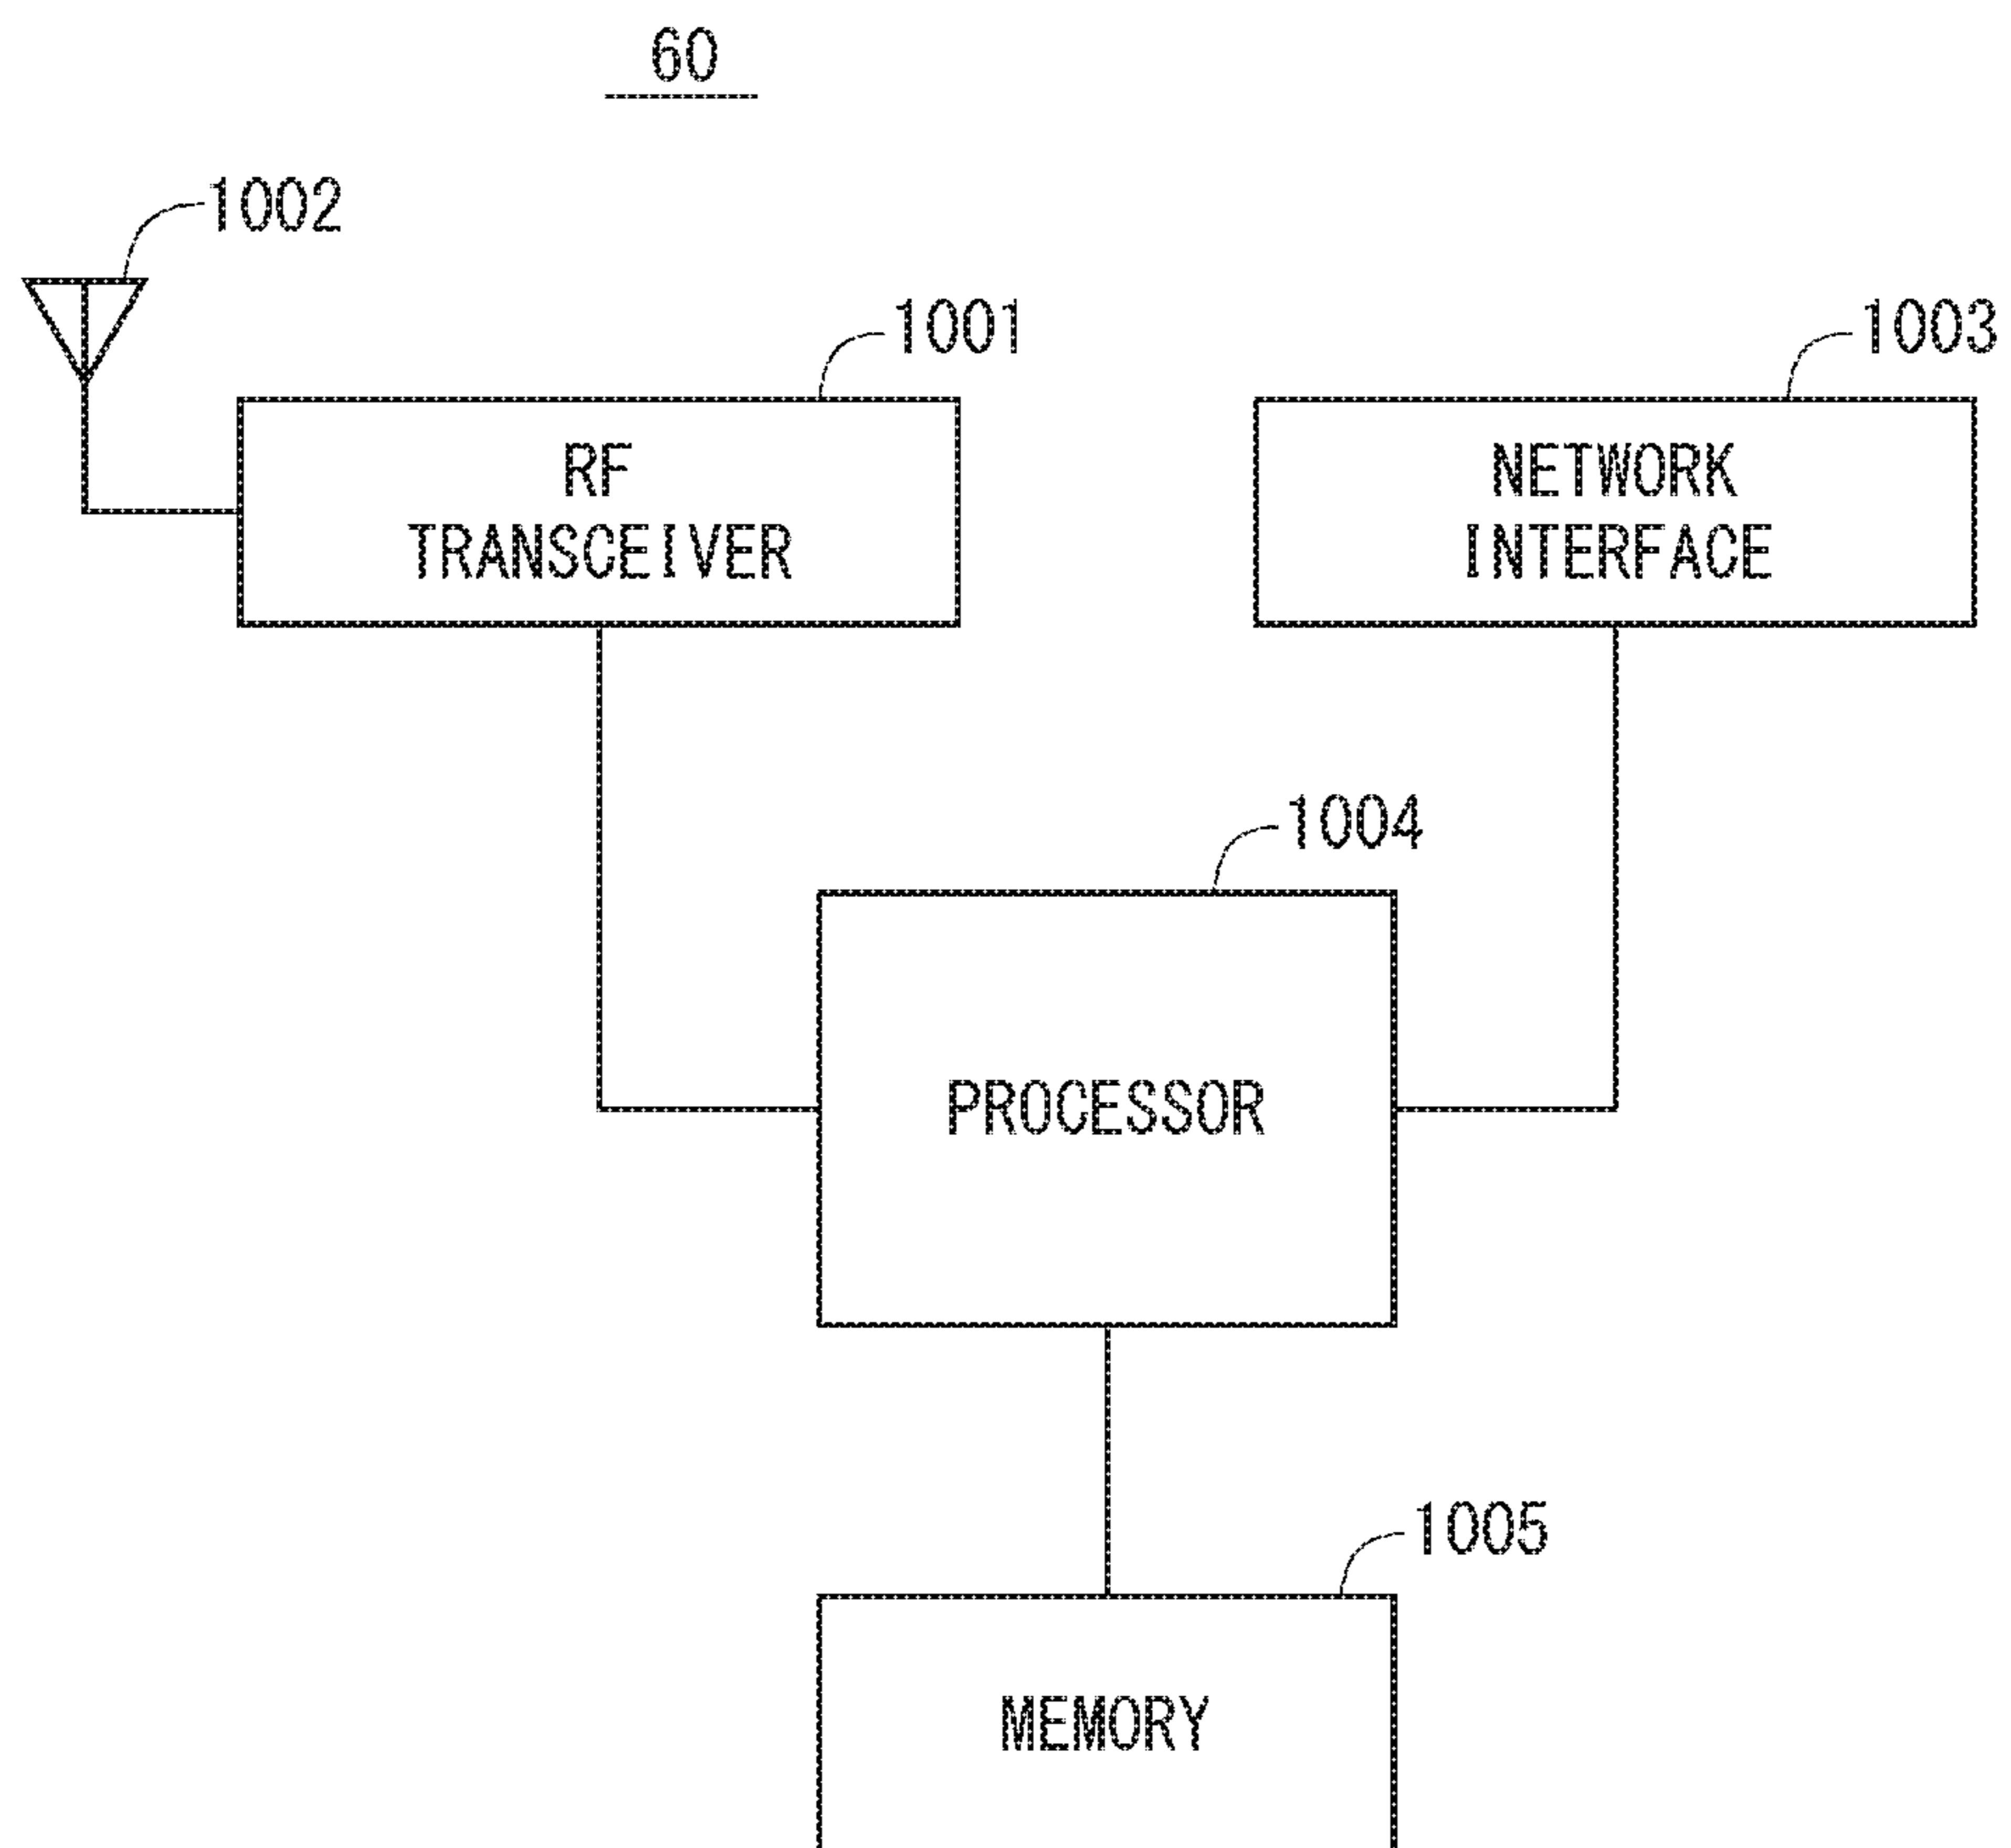 60
1002
1001
1003
RF
TRANSCEIVER
NETWORK
INTERFACE
1004
PROCESSOR
1005
MEMORY